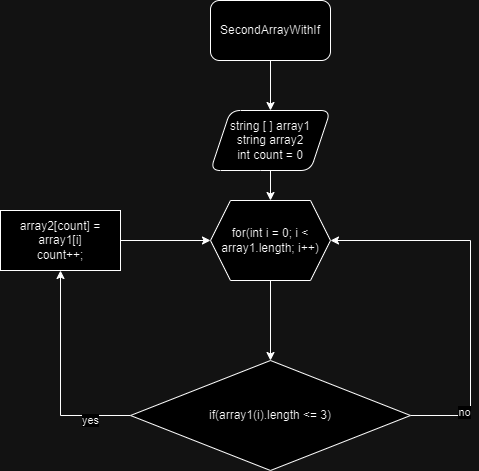 SecondArrayWithIf
string [ ] array1
string array2
int count = 0
for(int i = 0; i <
array1.length; i++)
array2[count] =
array1[i]
count++;
if(array1(i).length <= 3)
yes
no